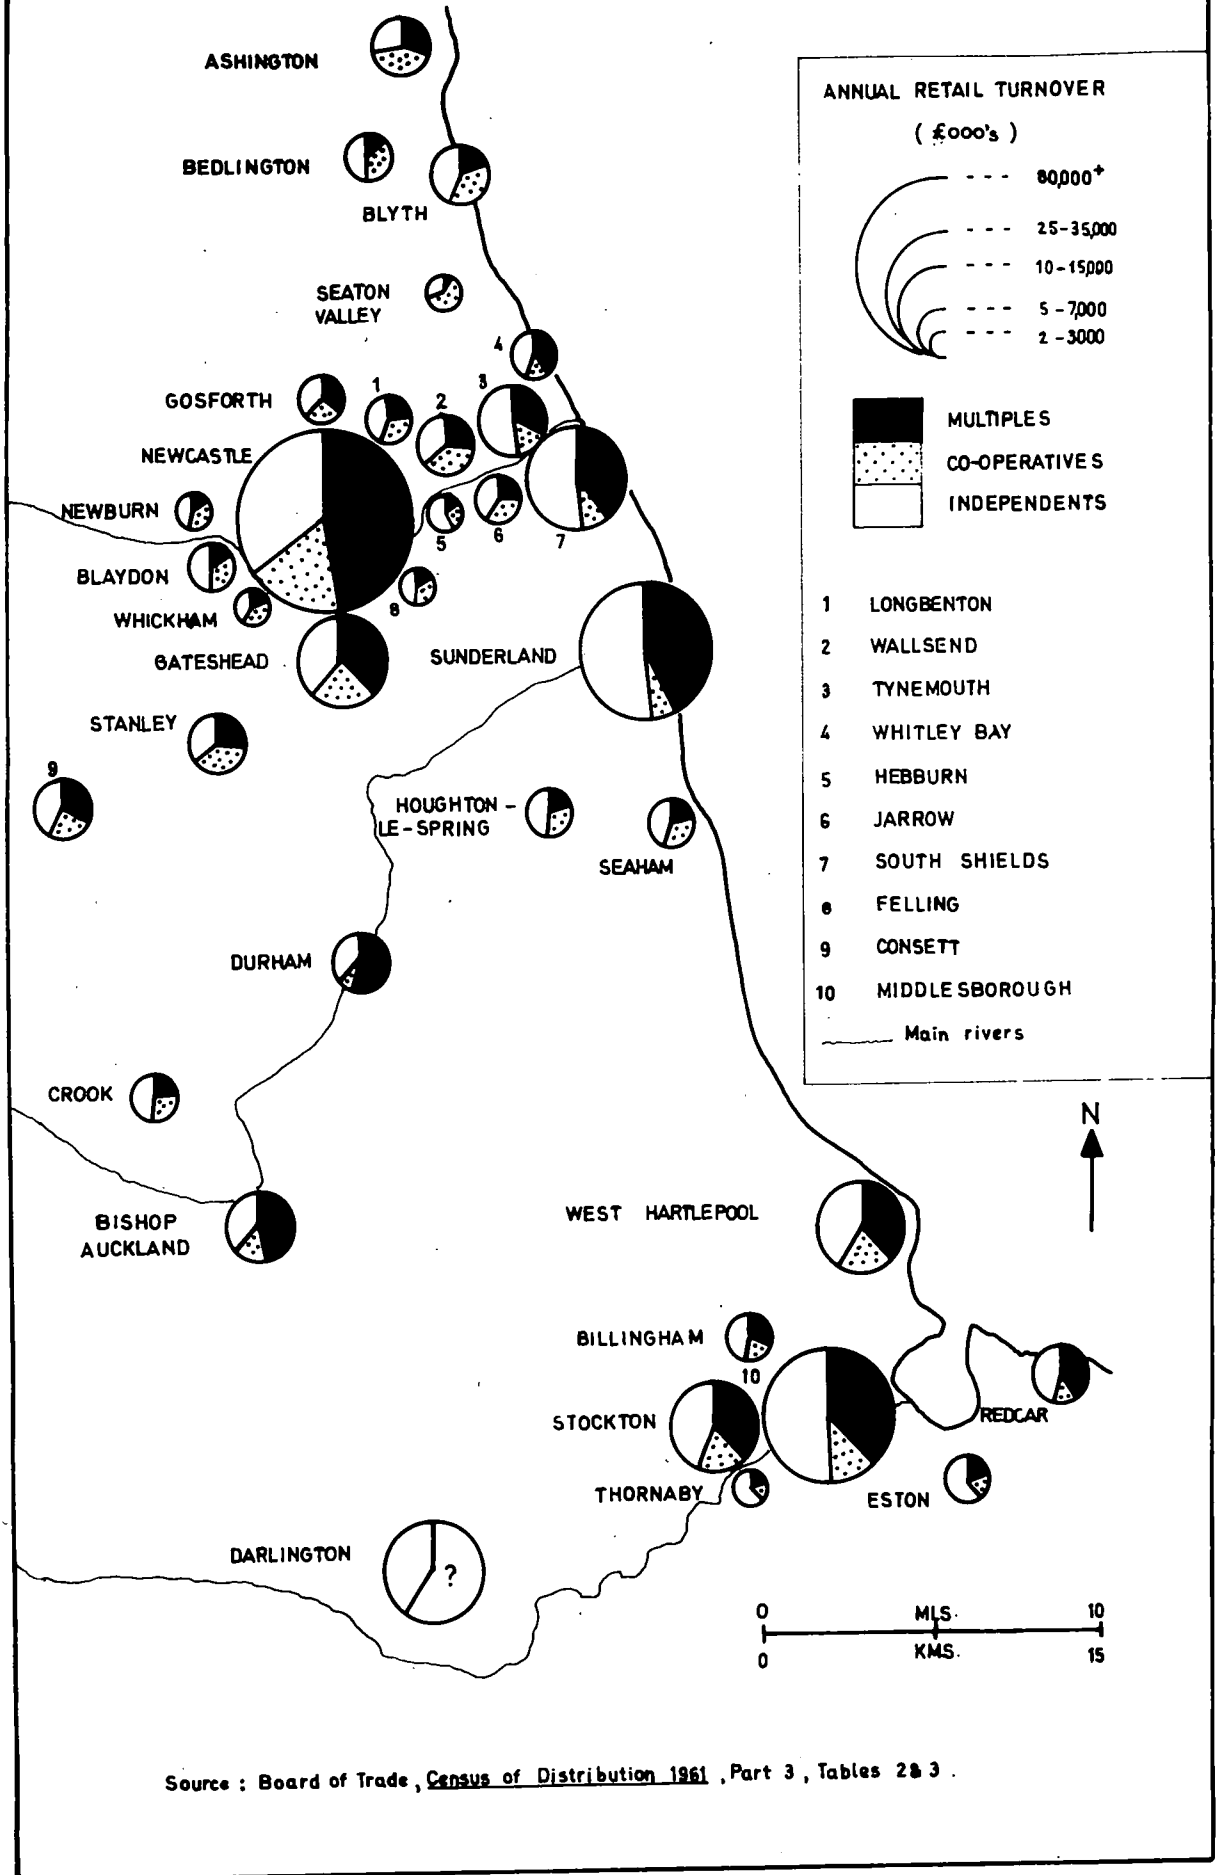 ASHINGTON
BEDLINGTON
BLYTH
SEATON
VALLEY
4
GOSFORTH
1
2
3
NEWCASTLE
NEWBURN
5
6
7
BLAYDON
8
WHICKHAM
GATESHEAD
SUNDERLAND
STANLEY
9
HOUGHTON -
LE-SPRING
SEAHAM
DURHAM
CROOK
BISHOP
AUCKLAND
WEST HARTLEPOOL
BILLINGHAM
10
STOCKTON
REDCAR
THORNABY
ESTON
DARLINGTON
?
ANNUAL RETAIL TURNOVER
( £000's )
80,000+
25-35,000
10-15,000
5-7,000
2-3000
MULTIPLES
CO-OPERATIVES
INDEPENDENTS
1 LONGBENTON
2 WALLSEND
3 TYNEMOUTH
4 WHITLEY BAY
5 HEBBURN
6 JARROW
7 SOUTH SHIELDS
8 FELLING
9 CONSETT
10 MIDDLESBOROUGH
Main rivers
N
0 MLS. 10
0 KMS. 15
Source : Board of Trade, Census of Distribution 1961, Part 3, Tables 2&3.